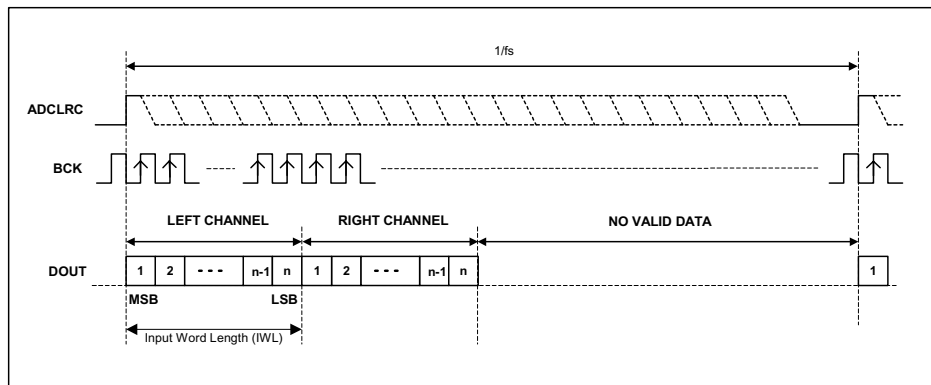 1/fs
ADCLRC
BCK
LEFT CHANNEL RIGHT CHANNEL NO VALID DATA
DOUT 1 2 - - - n-1 n 1 2 - - - n-1 n 1
MSB LSB
Input Word Length (IWL)